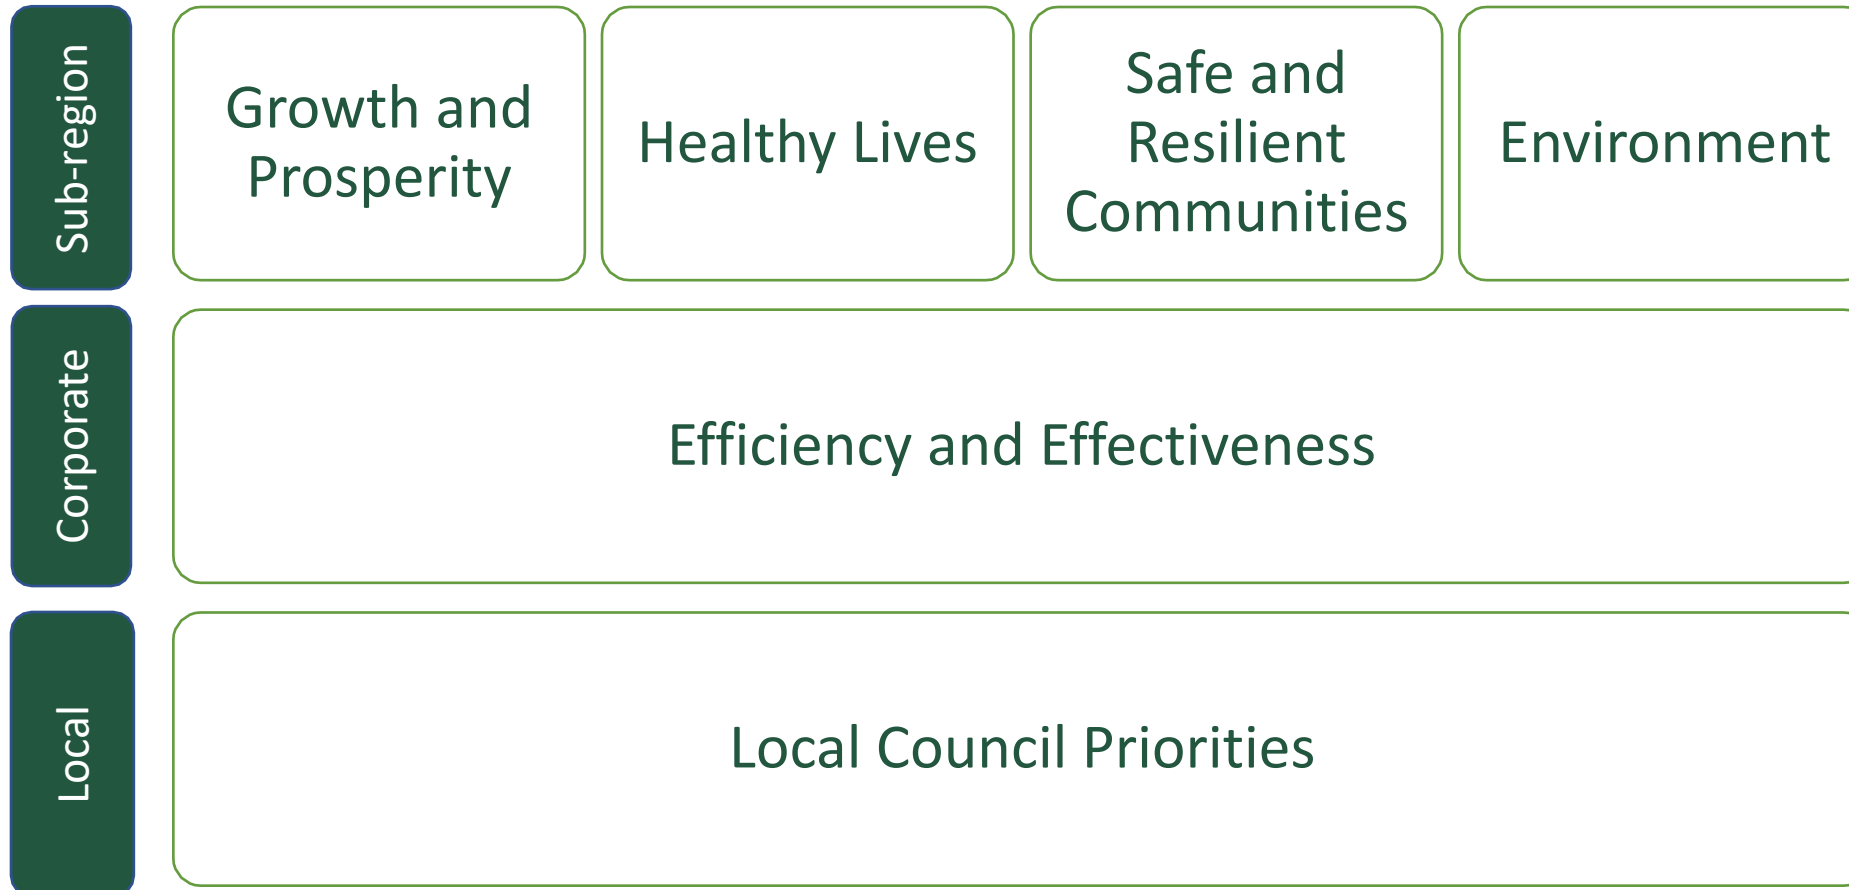 Sub-region
Growth and
Prosperity
Healthy Lives
Safe and
Resilient
Communities
Environment
Corporate
Efficiency and Effectiveness
Local
Local Council Priorities